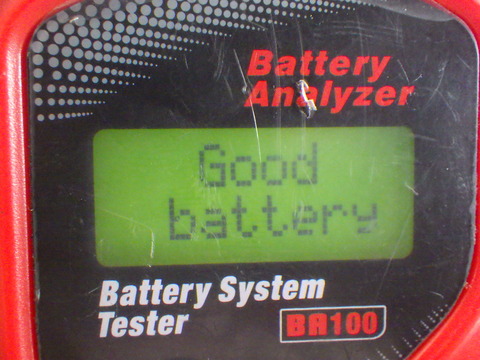 Battery
Analyzer
Good
battery
Battery System
Tester
BA100